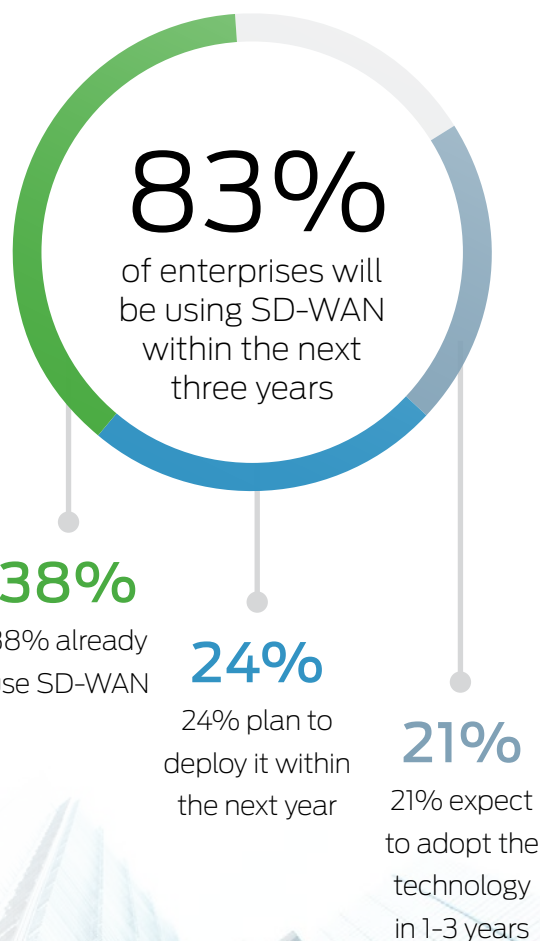 83%
of enterprises will
be using SD-WAN
within the next
three years
38%
38% already
use SD-WAN
24%
24% plan to
deploy it within
the next year
21%
21% expect
to adopt the
technology
in 1-3 years